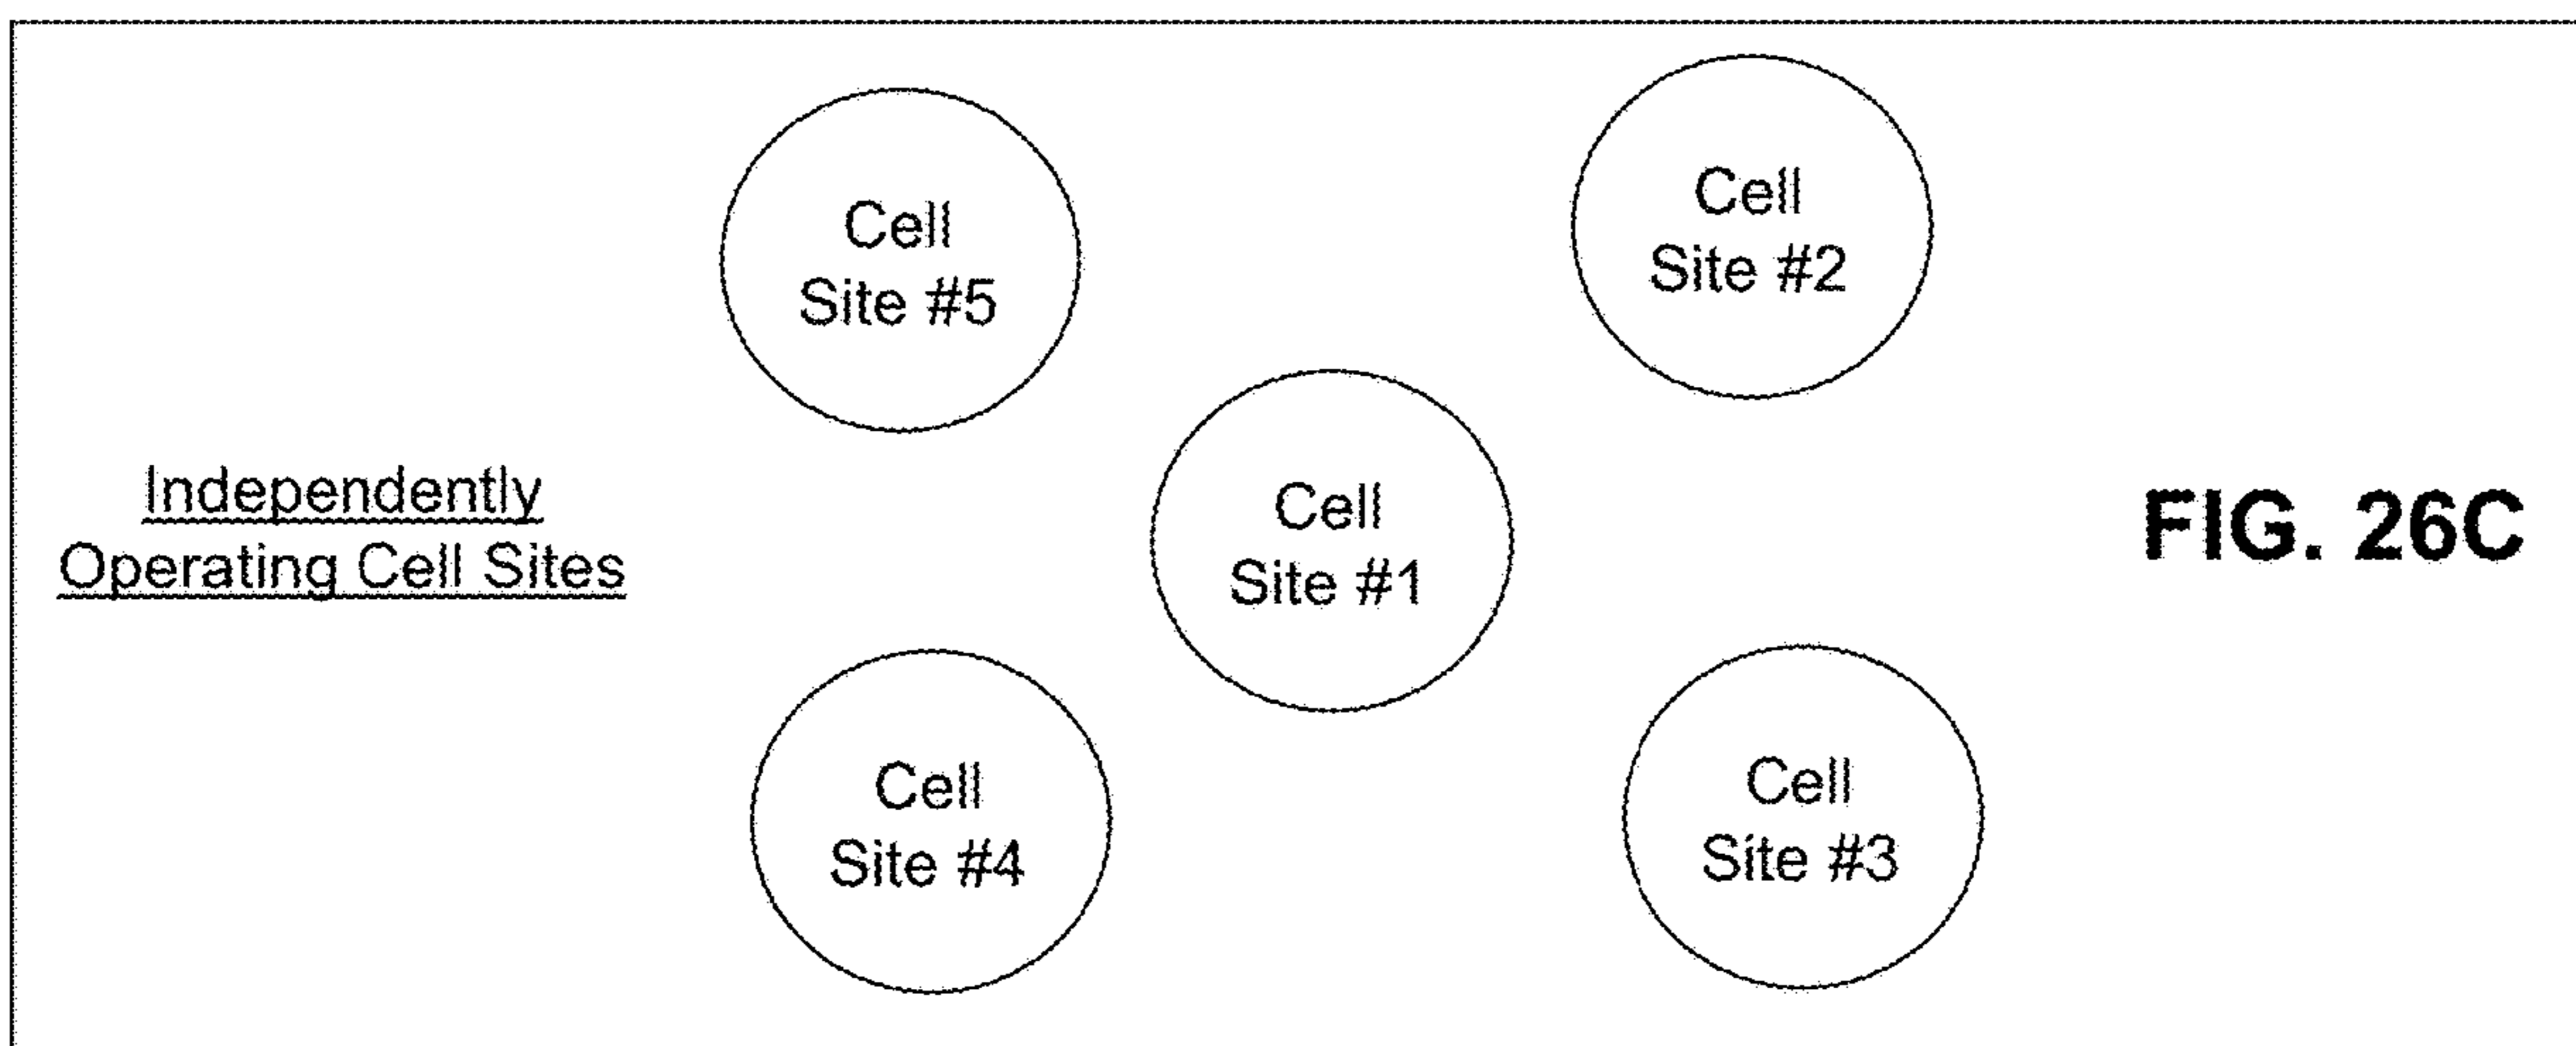 Cell
Site #5
Cell
Site #2
Independently
Operating Cell Sites
Cell
Site #1
FIG. 26C
Cell
Site #4
Cell
Site #3